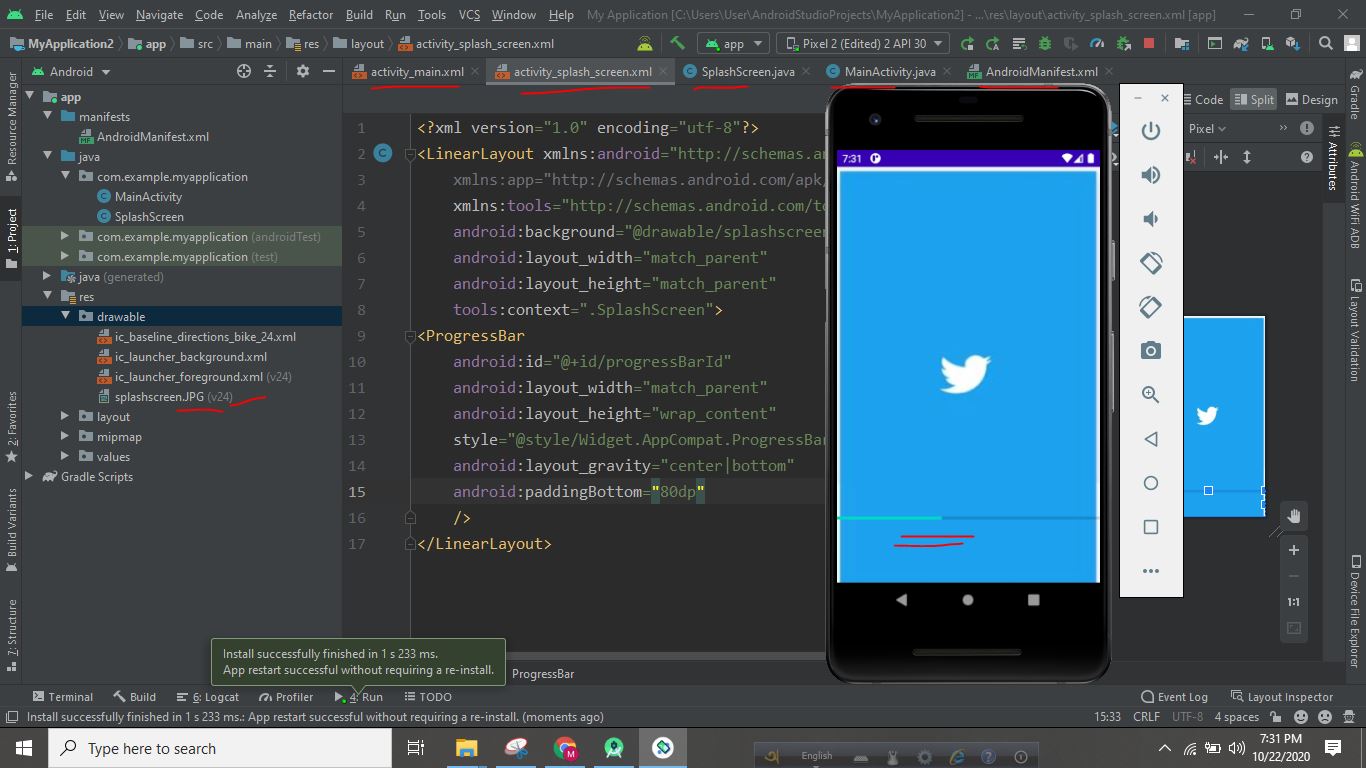 File Edit View Navigate Code Analyze Refactor Build Run Tools VCS Window Help My Application [C:\Users\User\AndroidStudioProjects\MyApplication2] - ...\res\layout\activity_splash_screen.xml [app]
MyApplication2 app src main res layout activity_splash_screen.xml app Pixel 2 (Edited) 2 API 30
Android activity_main.xml activity_splash_screen.xml SplashScreen.java MainActivity.java AndroidManifest.xml
Code Split Design
Pixel
Resource Manager
1: Project
2: Favorites
Build Variants
7: Structure
app
manifests
AndroidManifest.xml
java
com.example.myapplication
MainActivity
SplashScreen
com.example.myapplication (androidTest)
com.example.myapplication (test)
java (generated)
res
drawable
ic_baseline_directions_bike_24.xml
ic_launcher_background.xml
ic_launcher_foreground.xml (v24)
splashscreen.JPG (v24)
layout
mipmap
values
Gradle Scripts
1 <?xml version="1.0" encoding="utf-8"?>
2 <LinearLayout xmlns:android="http://schemas.an
3 xmlns:app="http://schemas.android.com/apk/
4 xmlns:tools="http://schemas.android.com/to
5 android:background="@drawable/splashscreen
6 android:layout_width="match_parent"
7 android:layout_height="match_parent"
8 tools:context=".SplashScreen">
9 <ProgressBar
10 android:id="@+id/progressBarId"
11 android:layout_width="match_parent"
12 android:layout_height="wrap_content"
13 style="@style/Widget.AppCompat.ProgressBar
14 android:layout_gravity="center|bottom"
15 android:paddingBottom="80dp"
16 />
17 </LinearLayout>
7:31
1:1
Gradle
Attributes
Android WiFi ADB
Layout Validation
Device File Explorer
Install successfully finished in 1 s 233 ms.
App restart successful without requiring a re-install.
ProgressBar
Terminal Build 6: Logcat Profiler 4: Run TODO Event Log Layout Inspector
Install successfully finished in 1 s 233 ms.: App restart successful without requiring a re-install. (moments ago) 15:33 CRLF UTF-8 4 spaces
Type here to search
English
7:31 PM
10/22/2020